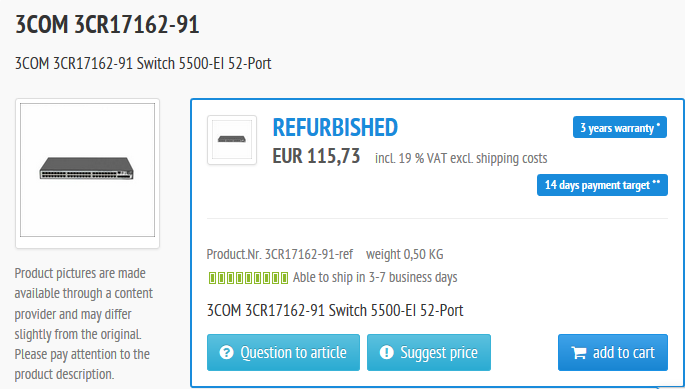 3COM 3CR17162-91
3COM 3CR17162-91 Switch 5500-EI 52-Port
Product pictures are made
available through a content
provider and may differ
slightly from the original.
Please pay attention to the
product description.
REFURBISHED
3 years warranty *
EUR 115,73 incl. 19 % VAT excl. shipping costs
14 days payment target **
Product.Nr. 3CR17162-91-ref weight 0,50 KG
Able to ship in 3-7 business days
3COM 3CR17162-91 Switch 5500-EI 52-Port
Question to article
Suggest price
add to cart